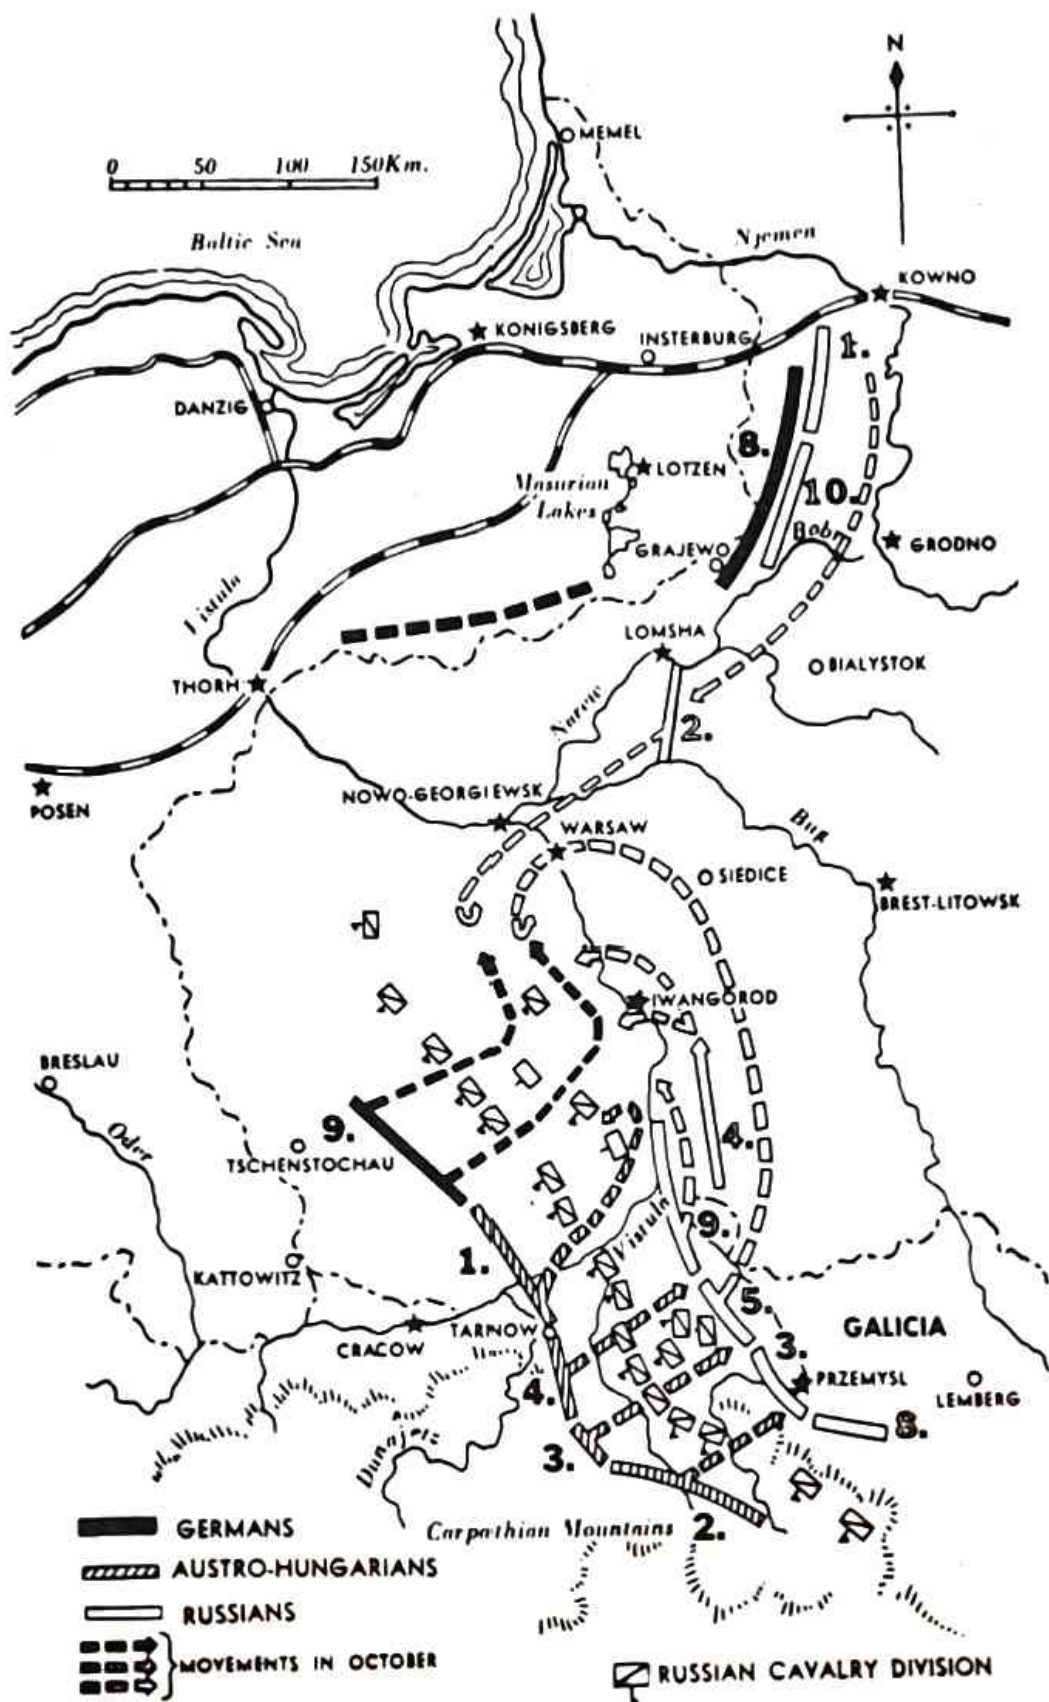 N
MEMEL
0 50 100 150Km.
Baltic Sea
Njemen
KOWNO
KONIGSBERG
INSTERBURG
1.
DANZIG
8.
LOTZEN
Masurian
Lakes
10.
Bobr
GRAJEWO
GRODNO
Vistula
LOMSHA
BIALYSTOK
THORH
Narew
2.
NOWO-GEORGIEWSK
POSEN
WARSAW
Bug
SIEDICE
BREST-LITOWSK
IWANGOROD
BRESLAU
9.
Oder
TSCHENSTOCHAU
4.
Vistula
9.
KATTOWITZ
1.
5.
GALICIA
TARNOW
CRACOW
3.
PRZEMYSL
LEMBERG
4.
8.
Dunajetz
3.
Carpathian Mountains
2.
GERMANS
AUSTRO-HUNGARIANS
RUSSIANS
MOVEMENTS IN OCTOBER
RUSSIAN CAVALRY DIVISION